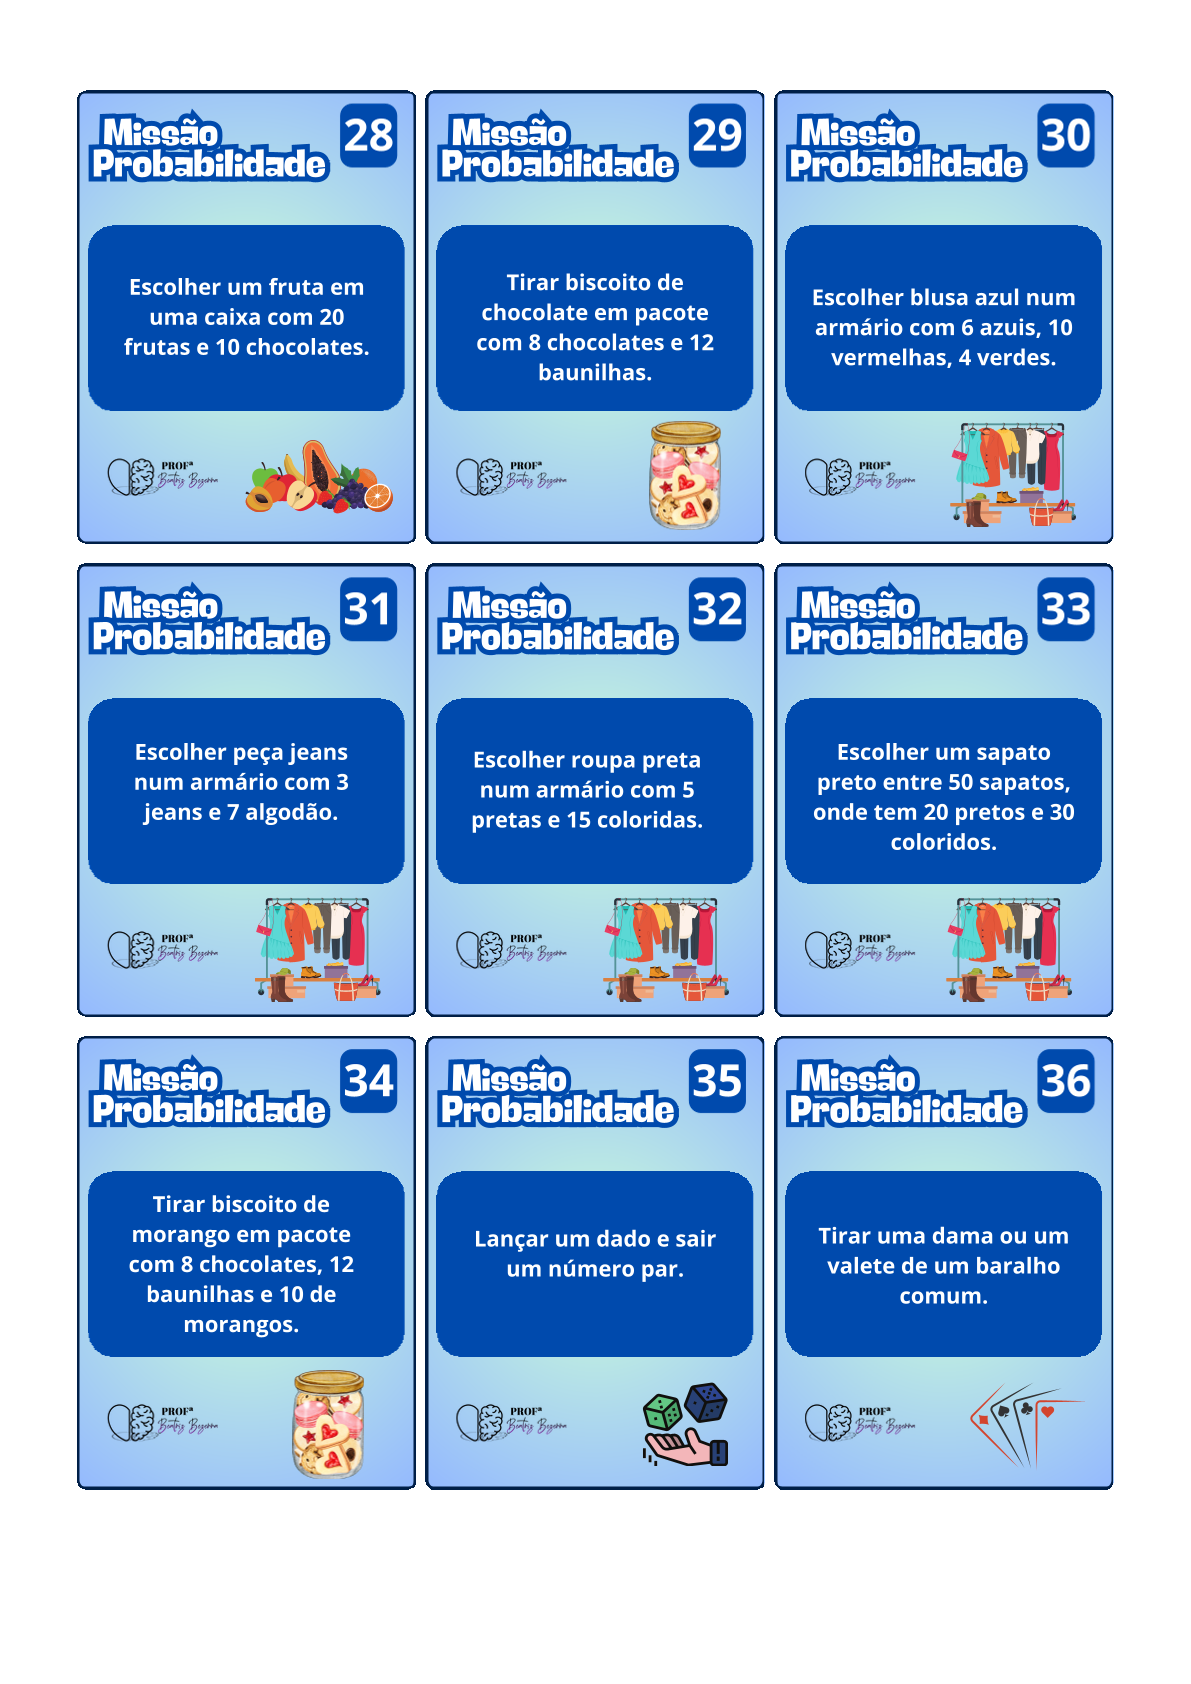 Missão
Probabilidade
28
Escolher um fruta em
uma caixa com 20
frutas e 10 chocolates.
PROFª
Beatriz Bezerra
Missão
Probabilidade
29
Tirar biscoito de
chocolate em pacote
com 8 chocolates e 12
baunilhas.
PROFª
Beatriz Bezerra
Missão
Probabilidade
30
Escolher blusa azul num
armário com 6 azuis, 10
vermelhas, 4 verdes.
PROFª
Beatriz Bezerra
Missão
Probabilidade
31
Escolher peça jeans
num armário com 3
jeans e 7 algodão.
PROFª
Beatriz Bezerra
Missão
Probabilidade
32
Escolher roupa preta
num armário com 5
pretas e 15 coloridas.
PROFª
Beatriz Bezerra
Missão
Probabilidade
33
Escolher um sapato
preto entre 50 sapatos,
onde tem 20 pretos e 30
coloridos.
PROFª
Beatriz Bezerra
Missão
Probabilidade
34
Tirar biscoito de
morango em pacote
com 8 chocolates, 12
baunilhas e 10 de
morangos.
PROFª
Beatriz Bezerra
Missão
Probabilidade
35
Lançar um dado e sair
um número par.
PROFª
Beatriz Bezerra
Missão
Probabilidade
36
Tirar uma dama ou um
valete de um baralho
comum.
PROFª
Beatriz Bezerra